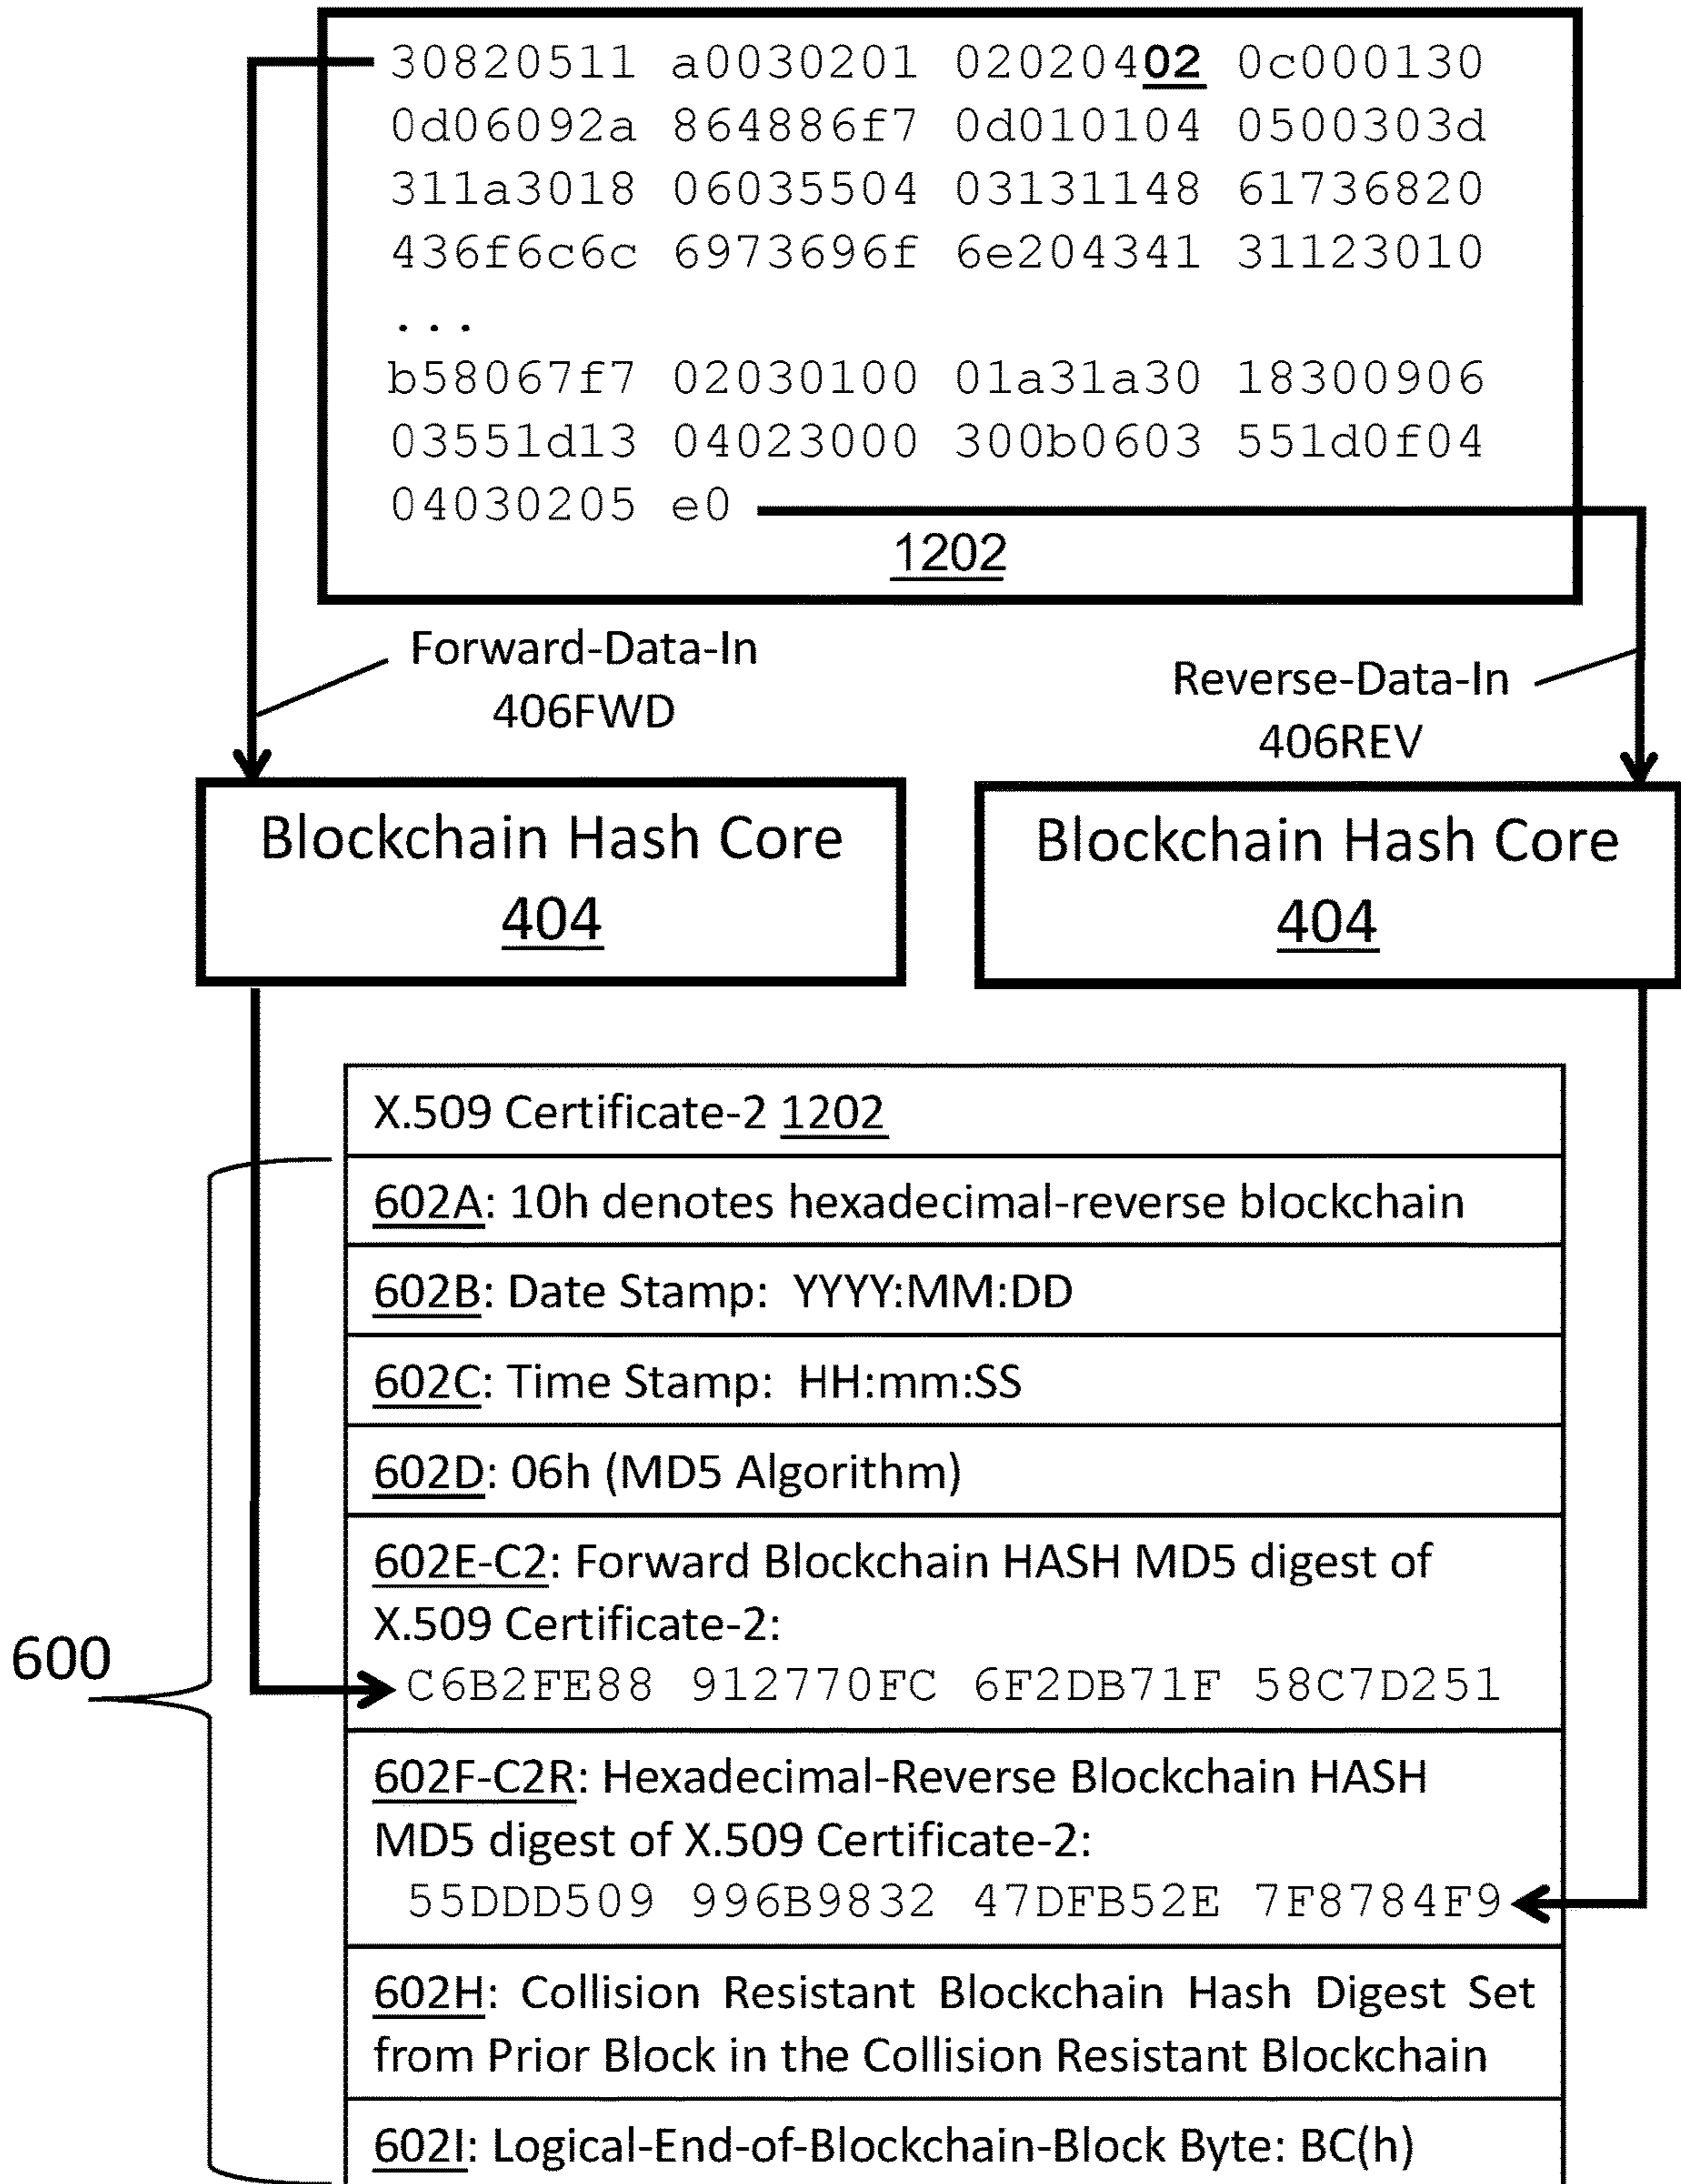 30820511 a0030201 02020402 0c000130
0d06092a 864886f7 0d010104 0500303d
311a3018 06035504 03131148 61736820
436f6c6c 6973696f 6e204341 31123010
...
b58067f7 02030100 01a31a30 18300906
03551d13 04023000 300b0603 551d0f04
04030205 e0
1202
Forward-Data-In
406FWD
Reverse-Data-In
406REV
Blockchain Hash Core
404
Blockchain Hash Core
404
600
X.509 Certificate-2 1202
602A: 10h denotes hexadecimal-reverse blockchain
602B: Date Stamp: YYYY:MM:DD
602C: Time Stamp: HH:mm:SS
602D: 06h (MD5 Algorithm)
602E-C2: Forward Blockchain HASH MD5 digest of
X.509 Certificate-2:
C6B2FE88 912770FC 6F2DB71F 58C7D251
602F-C2R: Hexadecimal-Reverse Blockchain HASH
MD5 digest of X.509 Certificate-2:
55DDD509 996B9832 47DFB52E 7F8784F9
602H: Collision Resistant Blockchain Hash Digest Set
from Prior Block in the Collision Resistant Blockchain
602I: Logical-End-of-Blockchain-Block Byte: BC(h)